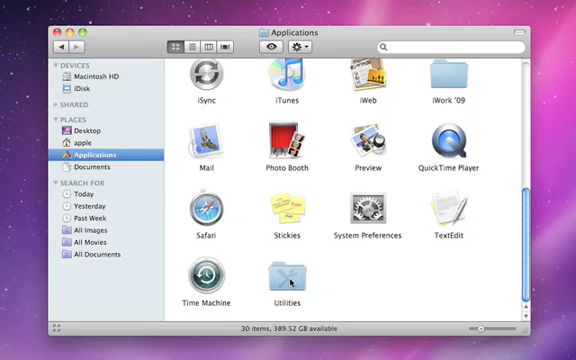 Applications
DEVICES
Macintosh HD
iDisk
SHARED
PLACES
Desktop
apple
Applications
Documents
SEARCH FOR
Today
Yesterday
Past Week
All Images
All Movies
All Documents
iSync
iTunes
iWeb
iWork '09
Mail
Photo Booth
Preview
QuickTime Player
Safari
Stickies
System Preferences
TextEdit
Time Machine
Utilities
30 items, 389.52 GB available